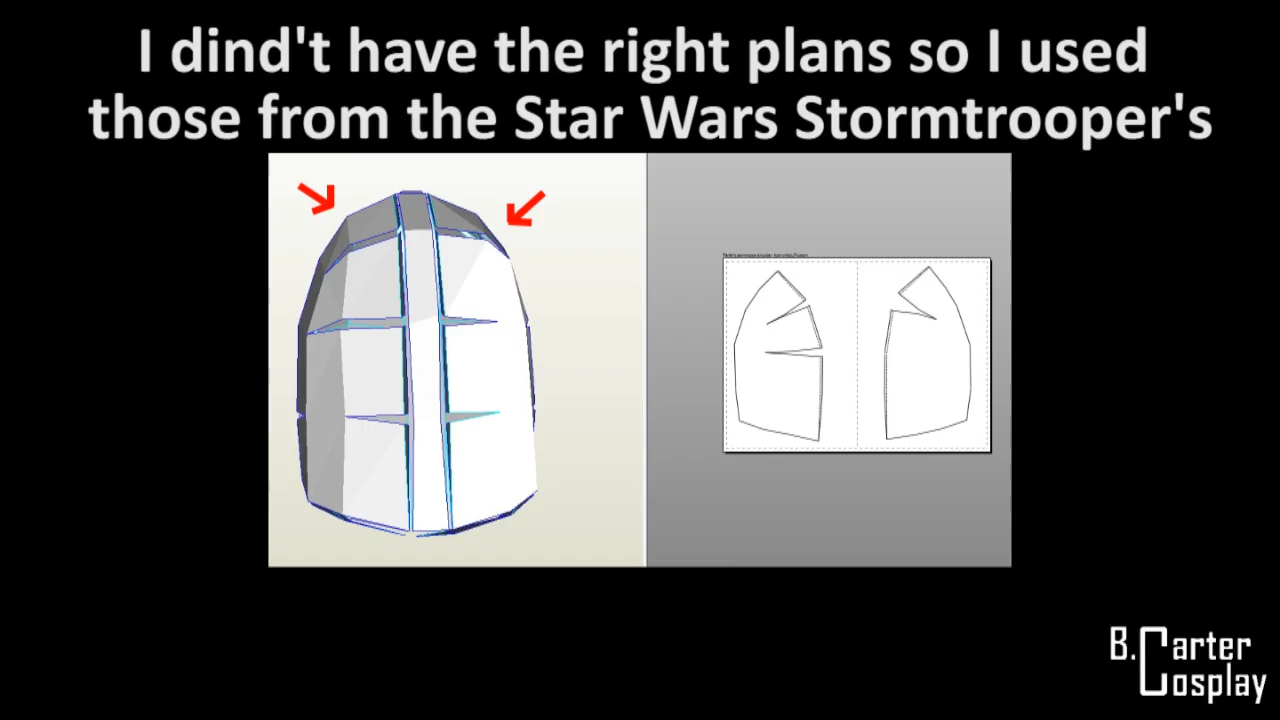 I dind't have the right plans so I used
those from the Star Wars Stormtrooper's
B.Carter
Cosplay